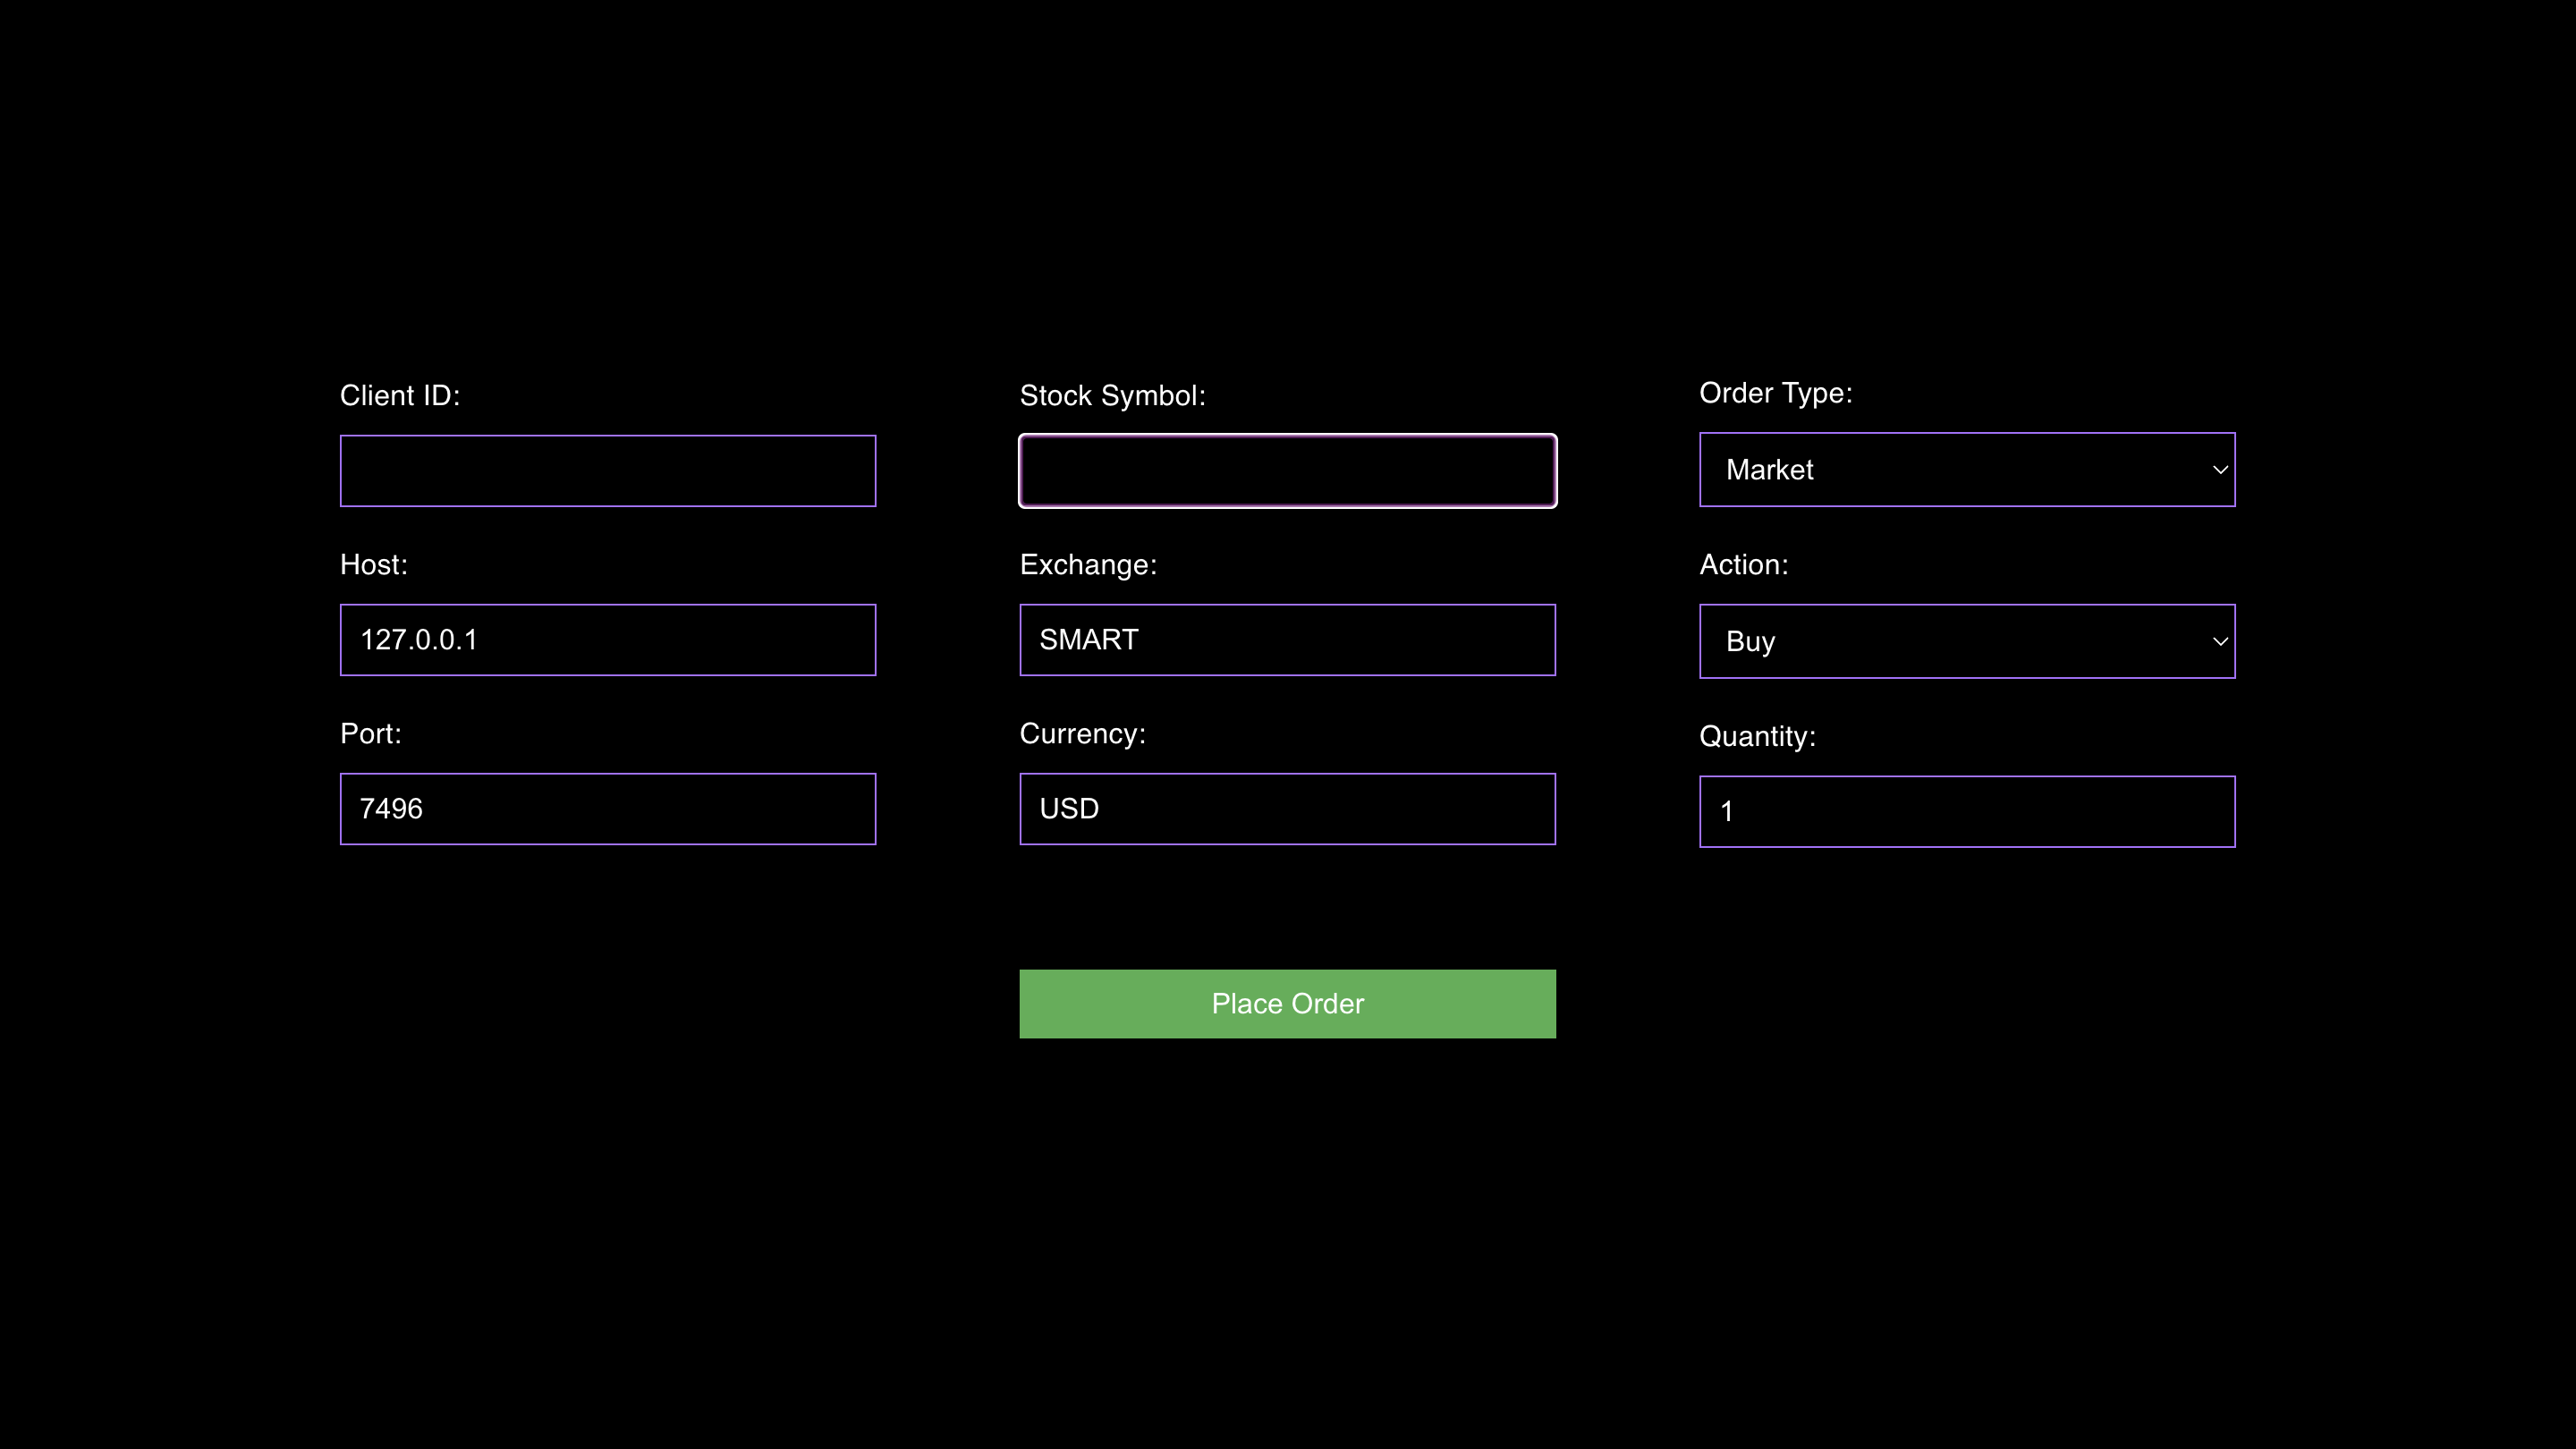 Client ID:
Host:
127.0.0.1
Port:
7496
Stock Symbol:
Exchange:
SMART
Currency:
USD
Order Type:
Market
Action:
Buy
Quantity:
1
Place Order